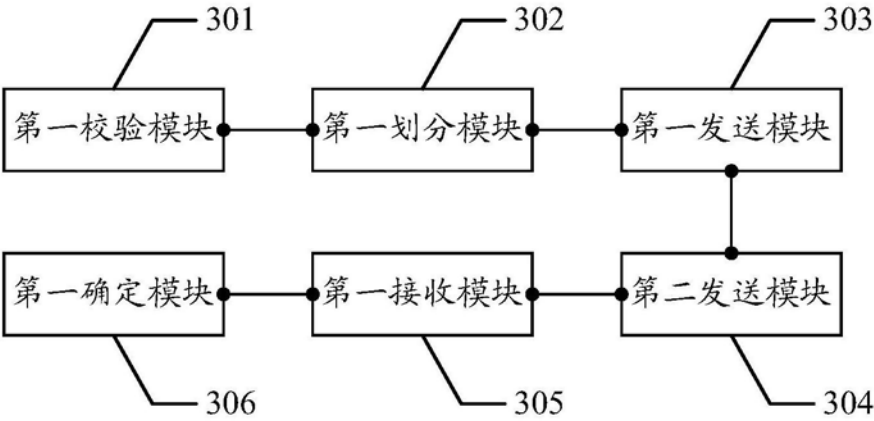 301 302 303
第一校验模块 第一划分模块 第一发送模块
第一确定模块 第一接收模块 第二发送模块
306 305 304